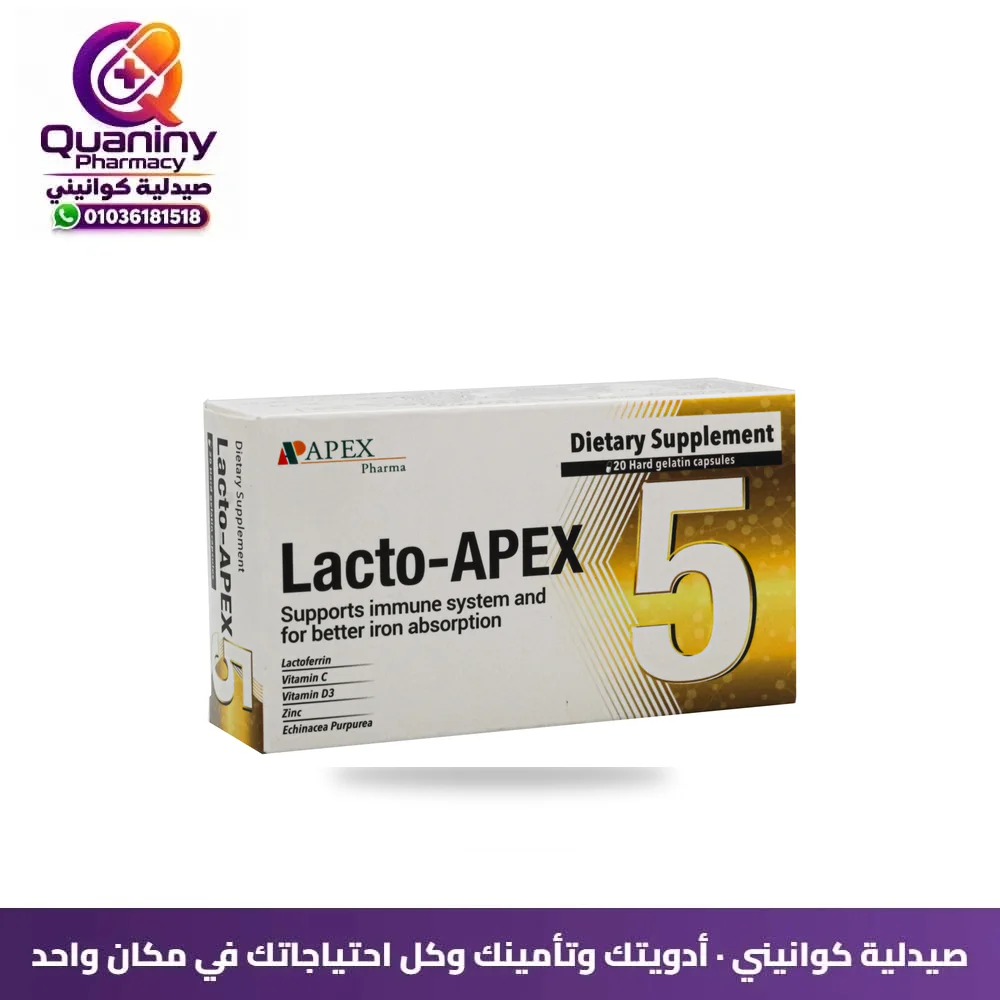 Quaniny
Pharmacy
صيدلية كوانيني
01036181518
APEX
Pharma
Dietary Supplement
20 Hard gelatin capsules
Lacto-APEX
5
Supports immune system and
for better iron absorption
Lactoferrin
Vitamin C
Vitamin D3
Zinc
Echinacea Purpurea
Dietary Supplement
Lacto-APEX
5
صيدلية كوانيني · أدويتك وتأمينك وكل احتياجاتك في مكان واحد